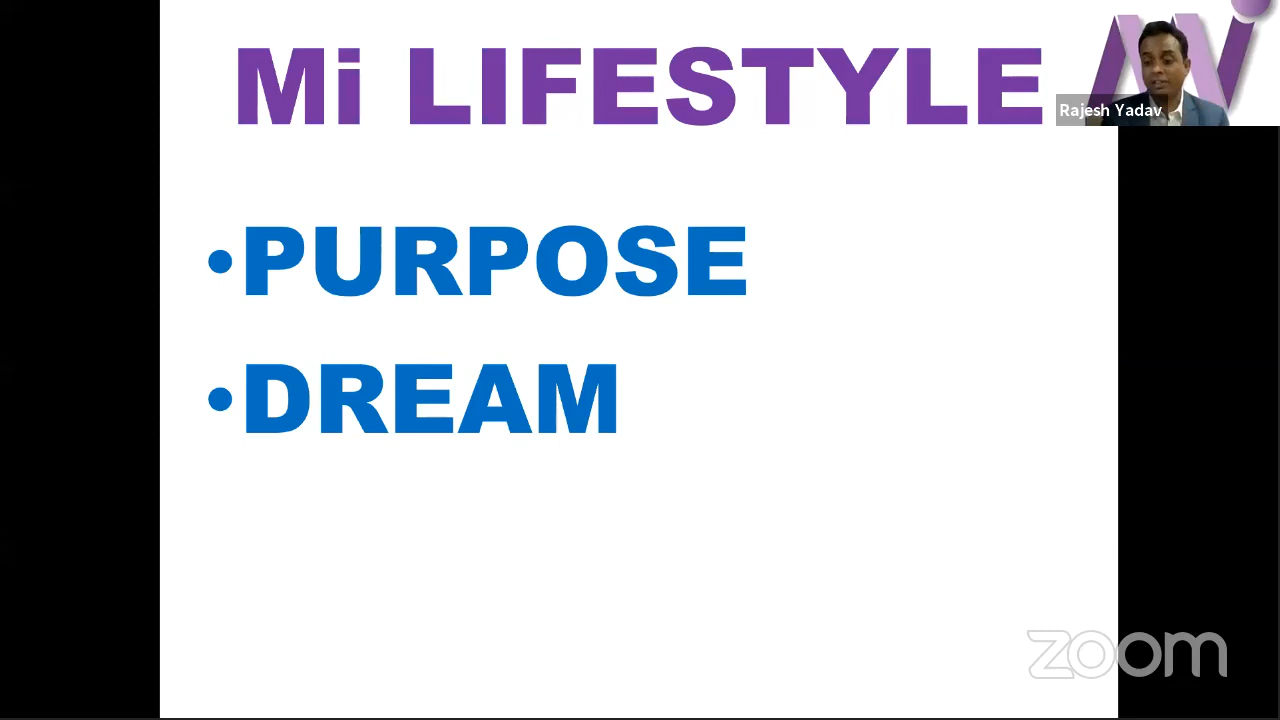 Mi LIFESTYLE
Rajesh Yadav
•PURPOSE
•DREAM
zoom